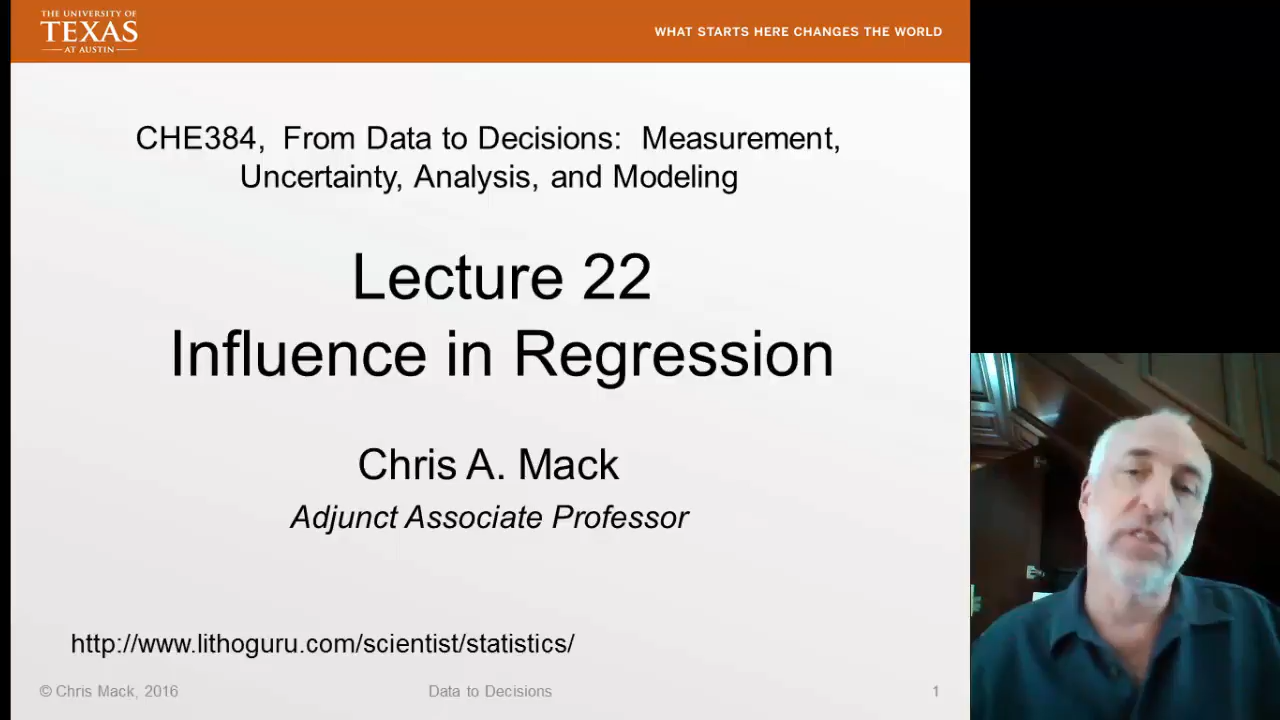 THE UNIVERSITY OF
TEXAS
AT AUSTIN
WHAT STARTS HERE CHANGES THE WORLD
CHE384, From Data to Decisions: Measurement,
Uncertainty, Analysis, and Modeling
Lecture 22
Influence in Regression
Chris A. Mack
Adjunct Associate Professor
http://www.lithoguru.com/scientist/statistics/
© Chris Mack, 2016
Data to Decisions
1